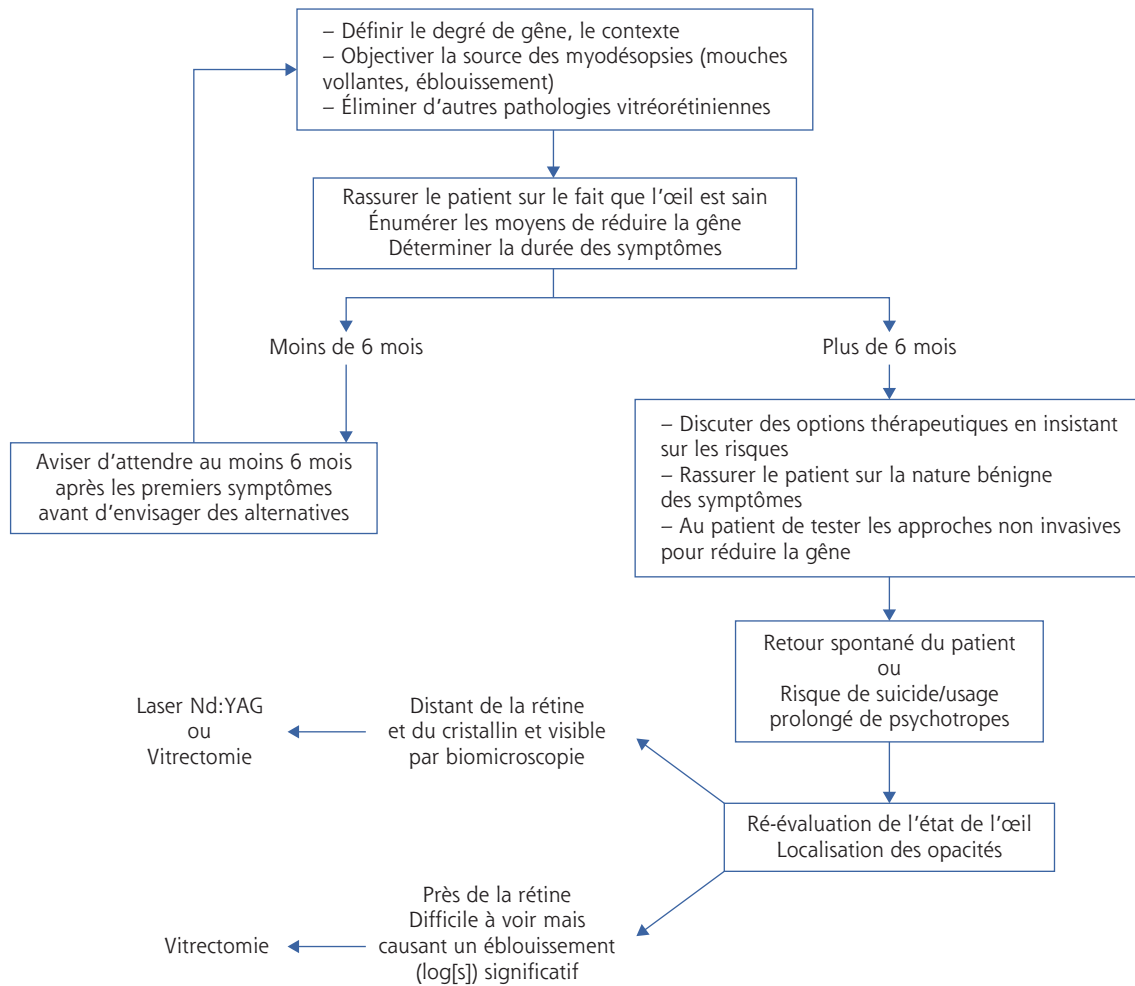 – Définir le degré de gêne, le contexte
– Objectiver la source des myodésopsies (mouches
vollantes, éblouissement)
– Éliminer d'autres pathologies vitréorétiniennes
Rassurer le patient sur le fait que l'œil est sain
Énumérer les moyens de réduire la gêne
Déterminer la durée des symptômes
Moins de 6 mois
Plus de 6 mois
Aviser d'attendre au moins 6 mois
après les premiers symptômes
avant d'envisager des alternatives
– Discuter des options thérapeutiques en insistant
sur les risques
– Rassurer le patient sur la nature bénigne
des symptômes
– Au patient de tester les approches non invasives
pour réduire la gêne
Retour spontané du patient
ou
Risque de suicide/usage
prolongé de psychotropes
Laser Nd:YAG
ou
Vitrectomie
Distant de la rétine
et du cristallin et visible
par biomicroscopie
Ré-évaluation de l'état de l'œil
Localisation des opacités
Vitrectomie
Près de la rétine
Difficile à voir mais
causant un éblouissement
(log[s]) significatif